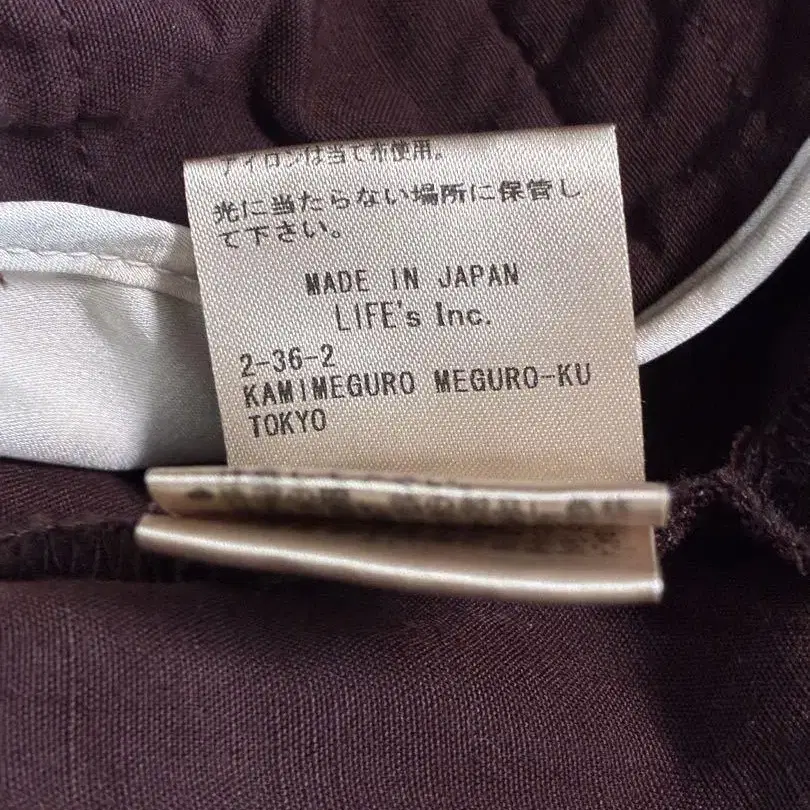 アイロンは当て布使用。
光に当たらない場所に保管し
て下さい。
MADE IN JAPAN
LIFE's Inc.
2-36-2
KAMIMEGURO MEGURO-KU
TOKYO